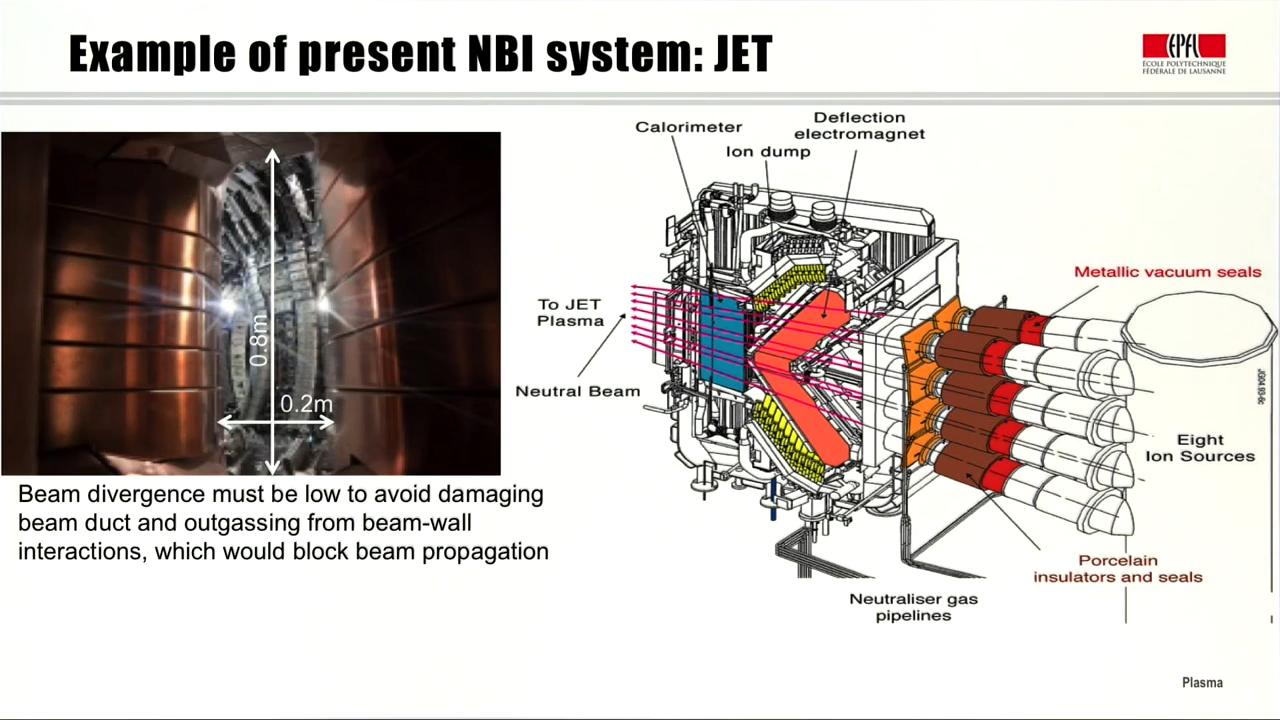 Example of present NBI system: JET
EPFL
ÉCOLE POLYTECHNIQUE
FÉDÉRALE DE LAUSANNE
0.8m
0.2m
Beam divergence must be low to avoid damaging
beam duct and outgassing from beam-wall
interactions, which would block beam propagation
Calorimeter
Ion dump
Deflection
electromagnet
Metallic vacuum seals
To JET
Plasma
Neutral Beam
JG04.93-6c
Eight
Ion Sources
Porcelain
insulators and seals
Neutraliser gas
pipelines
Plasma